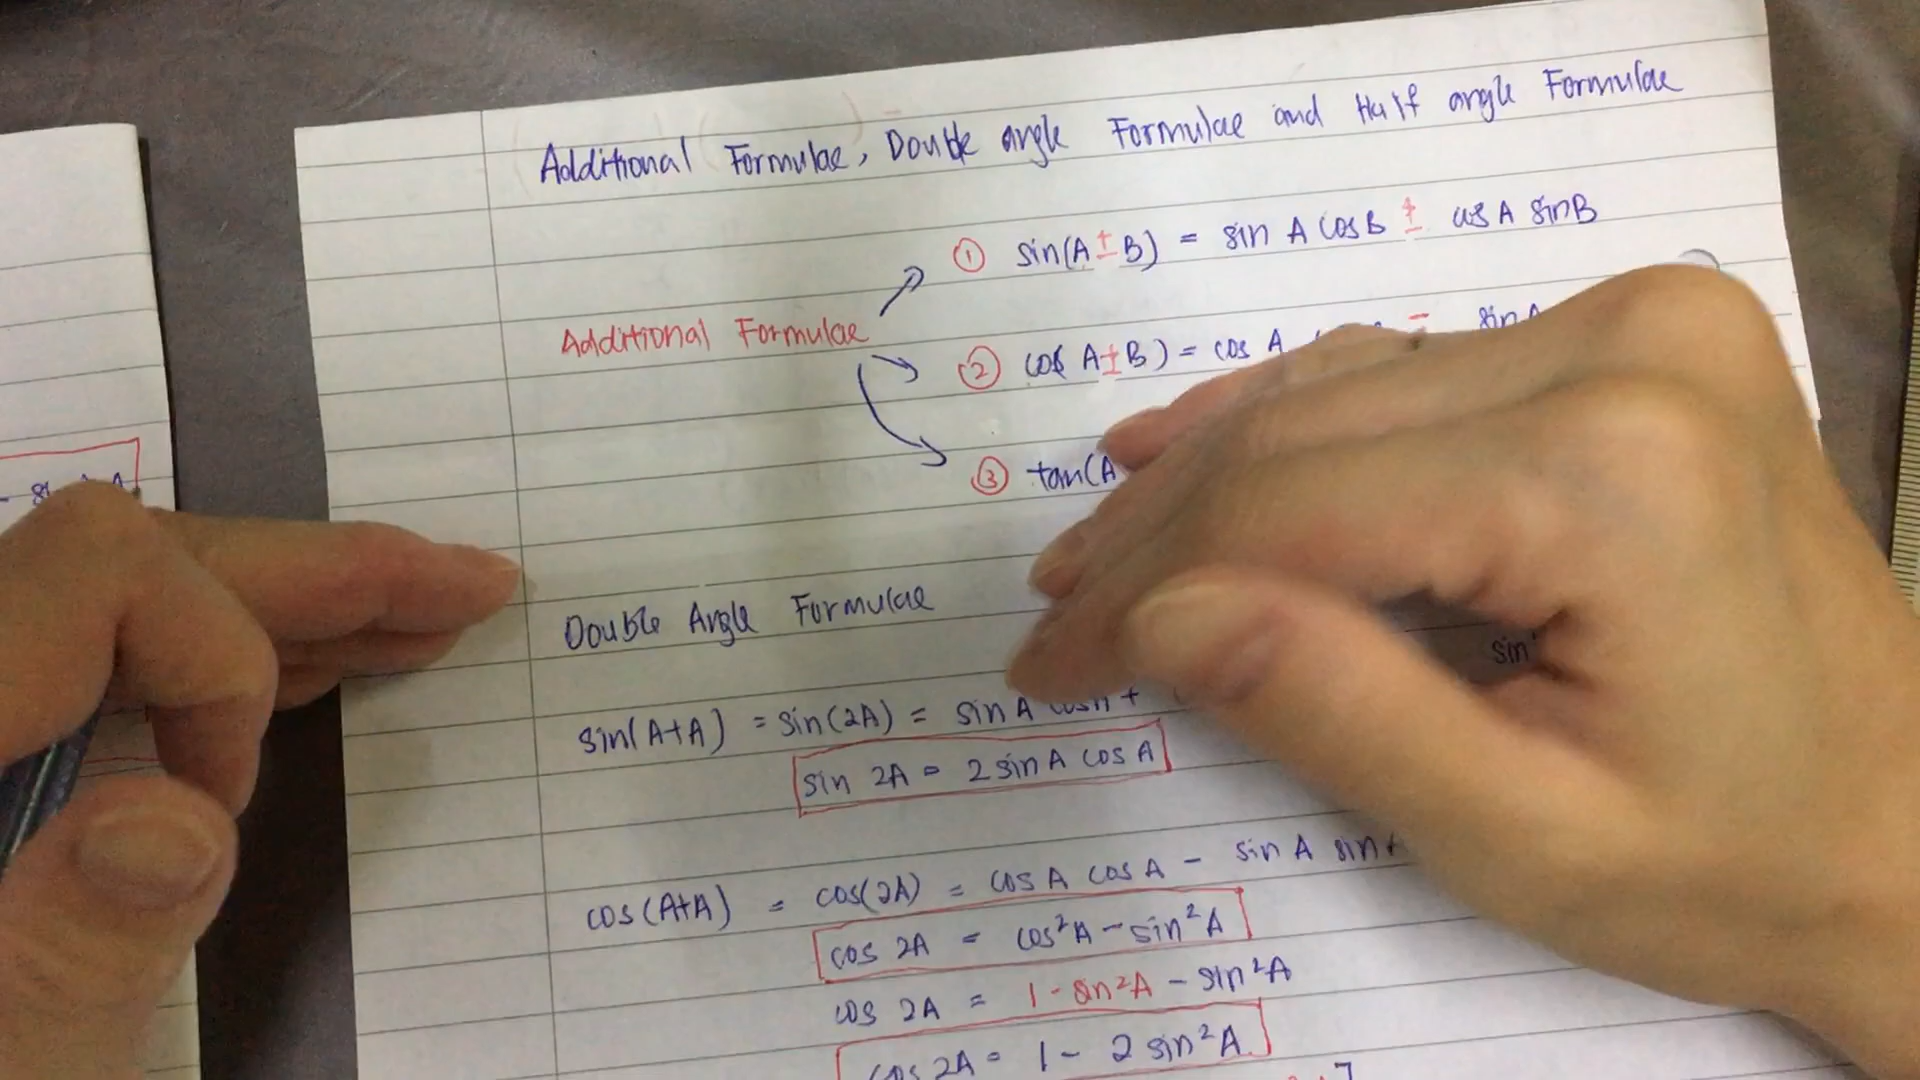 Additional Formulae, Double angle Formulae and Half angle Formulae
① sin(A ± B) = sin A cos B ± cos A sin B
Additional Formulae
② cos( A ± B ) = cos A sin A
③ tan(A
Double Angle Formulae
sin(A+A) = sin(2A) = sin A +
sin 2A = 2 sin A cos A
cos (A+A) = cos(2A) = cos A cos A - sin A sin
cos 2A = cos²A - sin²A
cos 2A = 1 - sin²A - sin²A
cos 2A = 1 - 2 sin²A